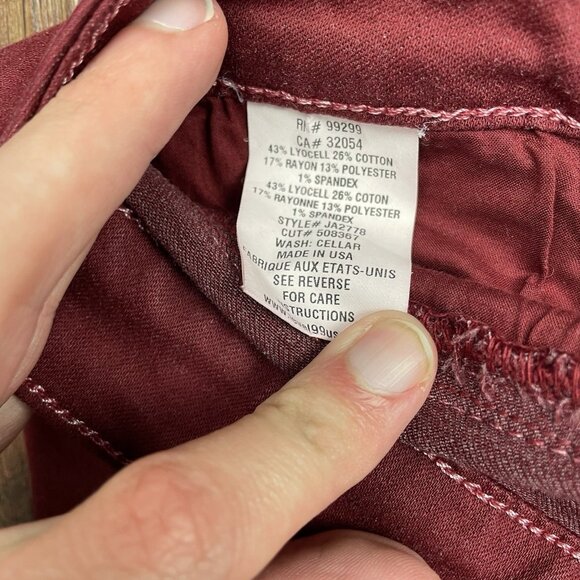 RN# 99299
CA# 32054
43% LYOCELL 26% COTTON
17% RAYON 13% POLYESTER
1% SPANDEX
43% LYOCELL 26% COTON
17% RAYONNE 13% POLYESTER
1% SPANDEX
STYLE# JA2778
CUT# 508367
WASH: CELLAR
MADE IN USA
FABRIQUE AUX ETATS-UNIS
SEE REVERSE
FOR CARE
INSTRUCTIONS